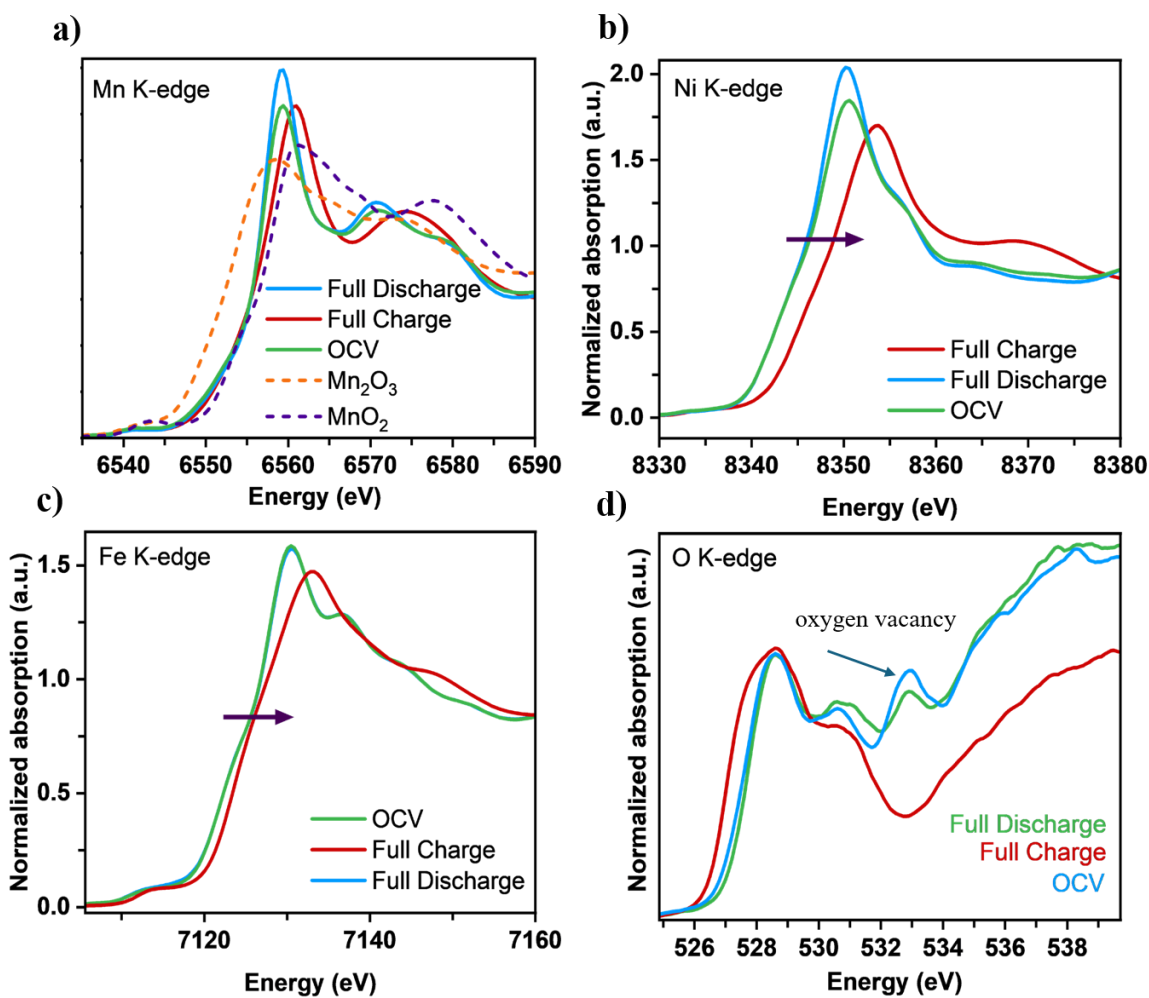 a)
Mn K-edge
Full Discharge
Full Charge
OCV
Mn₂O₃
MnO₂
6540 6550 6560 6570 6580 6590
Energy (eV)
b)
Ni K-edge
Normalized absorption (a.u.)
2.0
1.5
1.0
0.5
0.0
Full Charge
Full Discharge
OCV
8330 8340 8350 8360 8370 8380
Energy (eV)
c)
Fe K-edge
Normalized absorption (a.u.)
1.5
1.0
0.5
0.0
OCV
Full Charge
Full Discharge
7120 7140 7160
Energy (eV)
d)
O K-edge
Normalized absorption (a.u.)
oxygen vacancy
Full Discharge
Full Charge
OCV
526 528 530 532 534 536 538
Energy (eV)